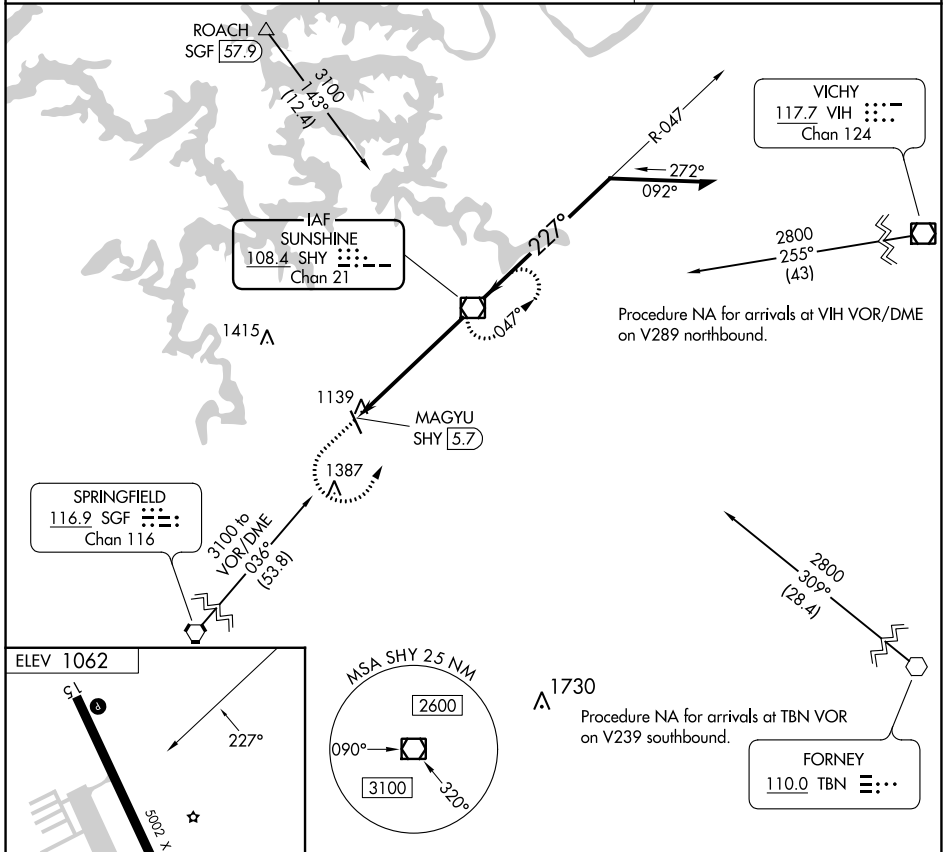 ROACH
SGF 57.9
3100
143°
(12.4)
R-047
272°
092°
VICHY
117.7 VIH
Chan 124
IAF
SUNSHINE
108.4 SHY
Chan 21
227°
2800
255°
(43)
047°
Procedure NA for arrivals at VIH VOR/DME
on V289 northbound.
1415
1139
MAGYU
SHY 5.7
1387
SPRINGFIELD
116.9 SGF
Chan 116
3100 to
VOR/DME
036°
(53.8)
2800
309°
(28.4)
ELEV 1062
15
P
227°
5002 X
MSA SHY 25 NM
2600
090°
3100
320°
1730
Procedure NA for arrivals at TBN VOR
on V239 southbound.
FORNEY
110.0 TBN